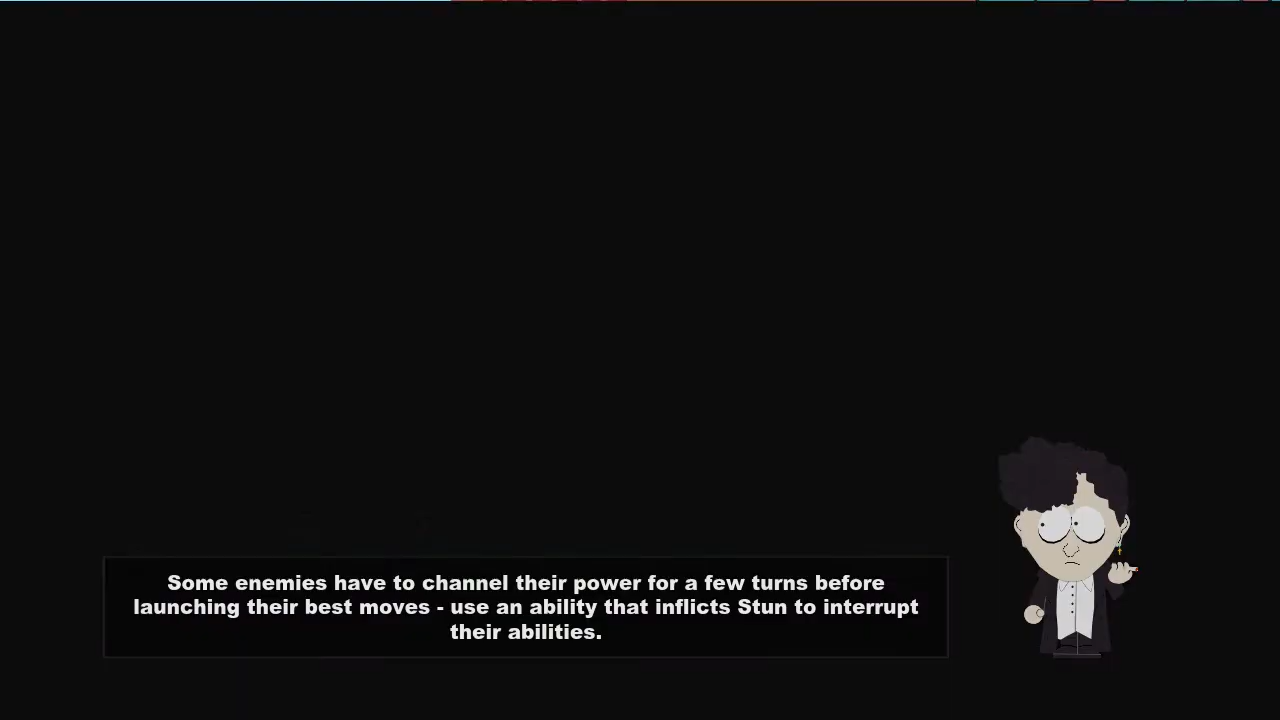 Some enemies have to channel their power for a few turns before
launching their best moves - use an ability that inflicts Stun to interrupt
their abilities.